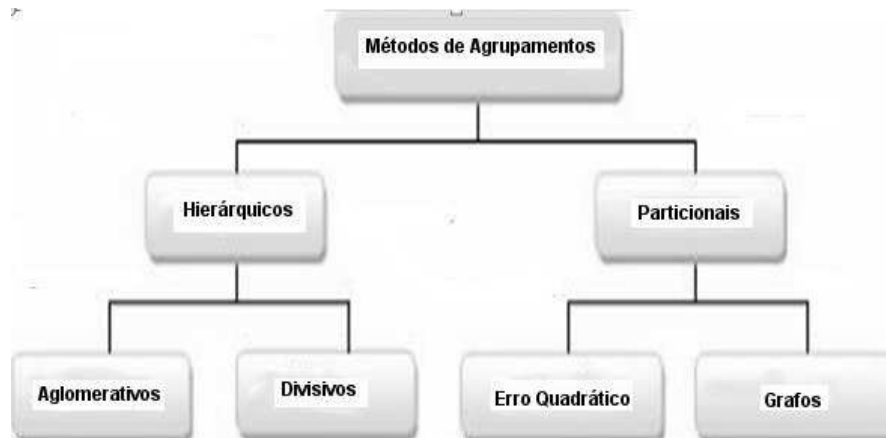 Métodos de Agrupamentos
Hierárquicos
Particionais
Aglomerativos
Divisivos
Erro Quadrático
Grafos